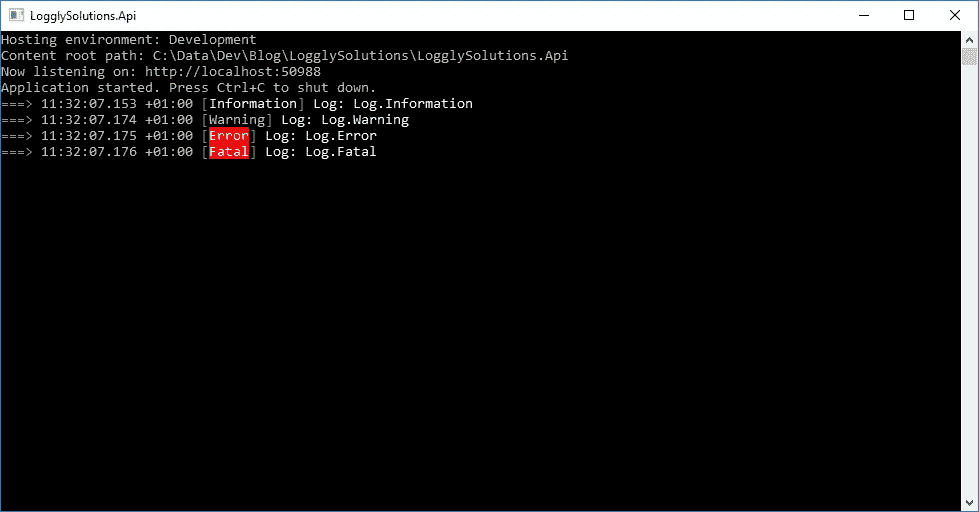 LogglySolutions.Api
Hosting environment: Development
Content root path: C:\Data\Dev\Blog\LogglySolutions\LogglySolutions.Api
Now listening on: http://localhost:50988
Application started. Press Ctrl+C to shut down.
===> 11:32:07.153 +01:00 [Information] Log: Log.Information
===> 11:32:07.174 +01:00 [Warning] Log: Log.Warning
===> 11:32:07.175 +01:00 [Error] Log: Log.Error
===> 11:32:07.176 +01:00 [Fatal] Log: Log.Fatal